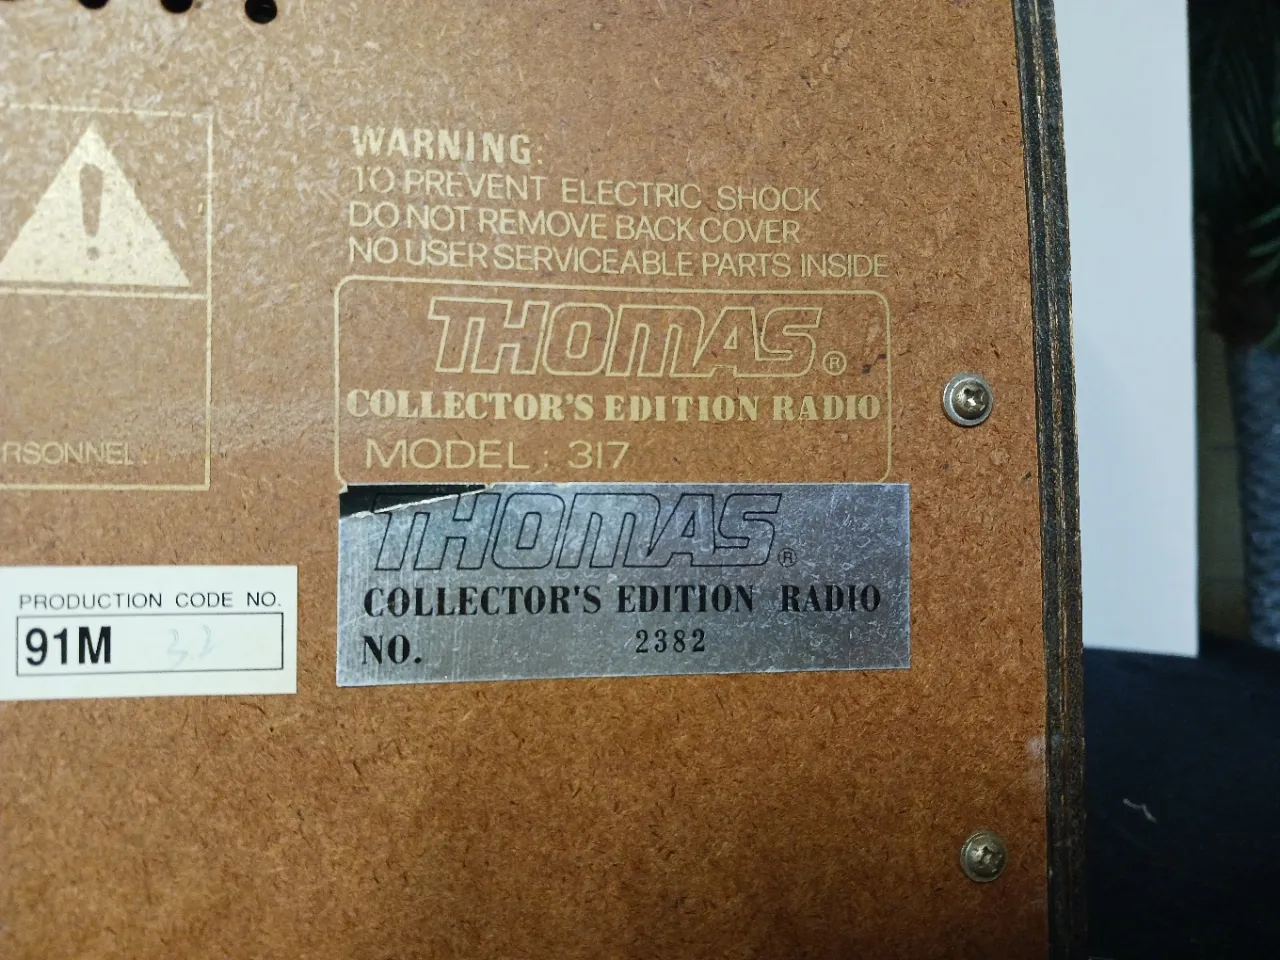 WARNING:
TO PREVENT ELECTRIC SHOCK
DO NOT REMOVE BACK COVER
NO USER SERVICEABLE PARTS INSIDE
THOMAS®
COLLECTOR'S EDITION RADIO
MODEL: 317
RSONNEL.
THOMAS®
COLLECTOR'S EDITION RADIO
NO. 2382
PRODUCTION CODE NO.
91M 32